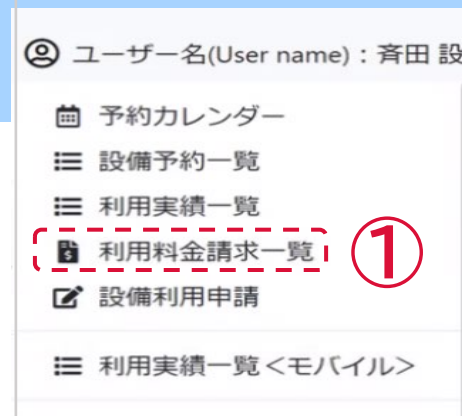 ユーザー名(User name)：斉田 設
予約カレンダー
設備予約一覧
利用実績一覧
利用料金請求一覧 ①
設備利用申請
利用実績一覧＜モバイル＞